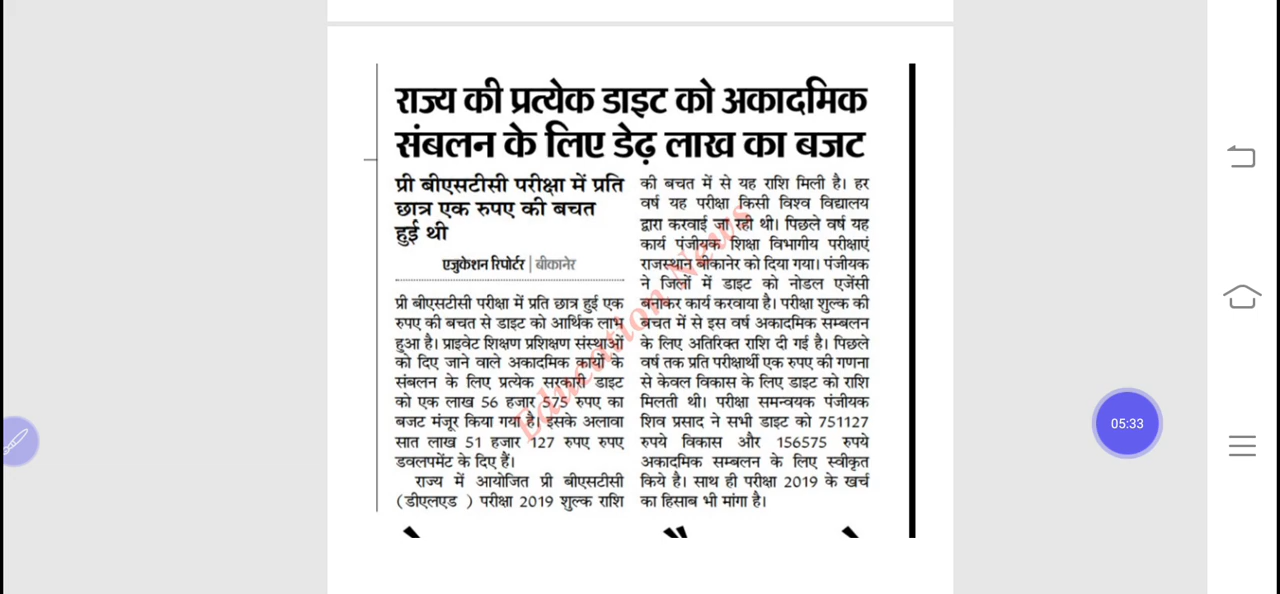 राज्य की प्रत्येक डाइट को अकादमिक
संबलन के लिए डेढ़ लाख का बजट
प्री बीएसटीसी परीक्षा में प्रति
छात्र एक रुपए की बचत
हुई थी
एजुकेशन रिपोर्टर | बीकानेर
प्री बीएसटीसी परीक्षा में प्रति छात्र हुई एक
रुपए की बचत से डाइट को आर्थिक लाभ
हुआ है। प्राइवेट शिक्षण प्रशिक्षण संस्थाओं
को दिए जाने वाले अकादमिक कार्यों के
संबलन के लिए प्रत्येक सरकारी डाइट
को एक लाख 56 हजार 575 रुपए का
बजट मंजूर किया गया है। इसके अलावा
सात लाख 51 हजार 127 रुपए रुपए
डवलपमेंट के दिए हैं।
राज्य में आयोजित प्री बीएसटीसी
(डीएलएड ) परीक्षा 2019 शुल्क राशि
की बचत में से यह राशि मिली है। हर
वर्ष यह परीक्षा किसी विश्व विद्यालय
द्वारा करवाई जा रही थी। पिछले वर्ष यह
कार्य पंजीयक शिक्षा विभागीय परीक्षाएं
राजस्थान बीकानेर को दिया गया। पंजीयक
ने जिलों में डाइट को नोडल एजेंसी
बनाकर कार्य करवाया है। परीक्षा शुल्क की
बचत में से इस वर्ष अकादमिक सम्बलन
के लिए अतिरिक्त राशि दी गई है। पिछले
वर्ष तक प्रति परीक्षार्थी एक रुपए की गणना
से केवल विकास के लिए डाइट को राशि
मिलती थी। परीक्षा समन्वयक पंजीयक
शिव प्रसाद ने सभी डाइट को 751127
रुपये विकास और 156575 रुपये
अकादमिक सम्बलन के लिए स्वीकृत
किये है। साथ ही परीक्षा 2019 के खर्च
का हिसाब भी मांगा है।
Education News
05:33